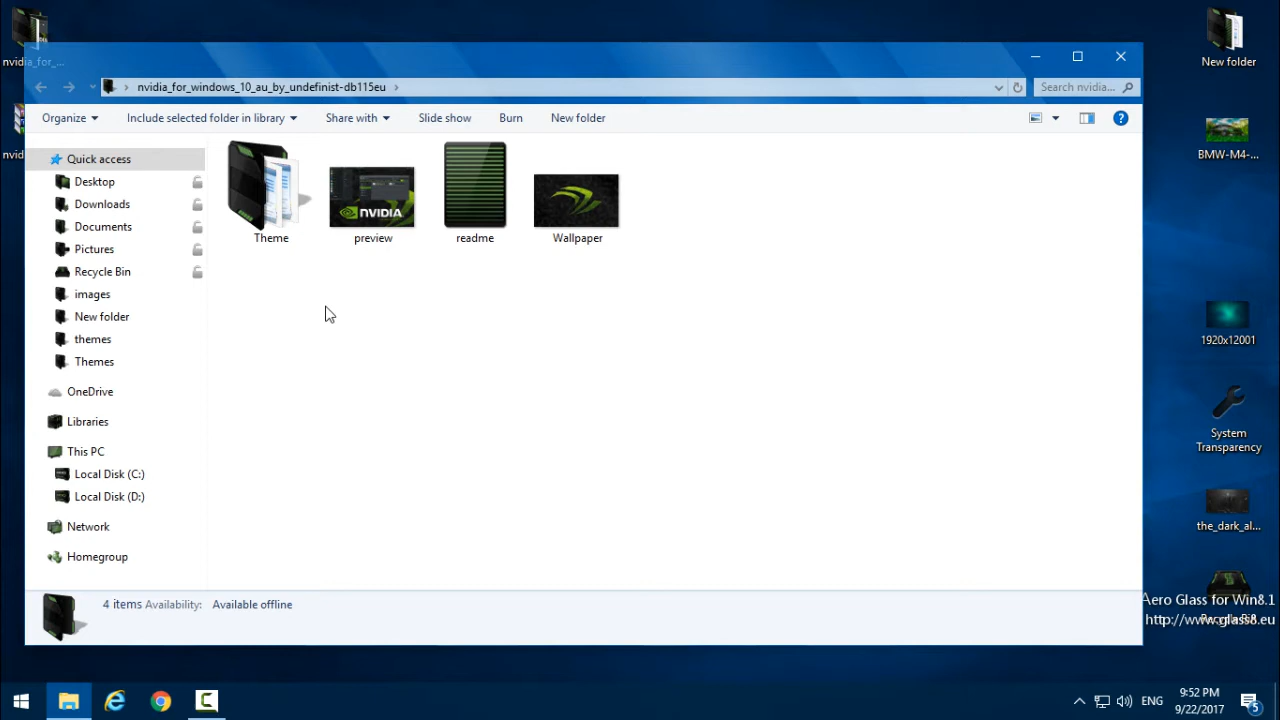 nvidia_for_...
nvid
nvidia_for_windows_10_au_by_undefinist-db115eu
Search nvidia...
Organize
Include selected folder in library
Share with
Slide show
Burn
New folder
Quick access
Desktop
Downloads
Documents
Pictures
Recycle Bin
images
New folder
themes
Themes
OneDrive
Libraries
This PC
Local Disk (C:)
Local Disk (D:)
Network
Homegroup
Theme
NVIDIA
preview
readme
Wallpaper
4 items Availability: Available offline
New folder
BMW-M4-...
1920x12001
System
Transparency
the_dark_al...
Aero Glass for Win8.1
http://www.glass8.eu
ENG
9:52 PM
9/22/2017
5